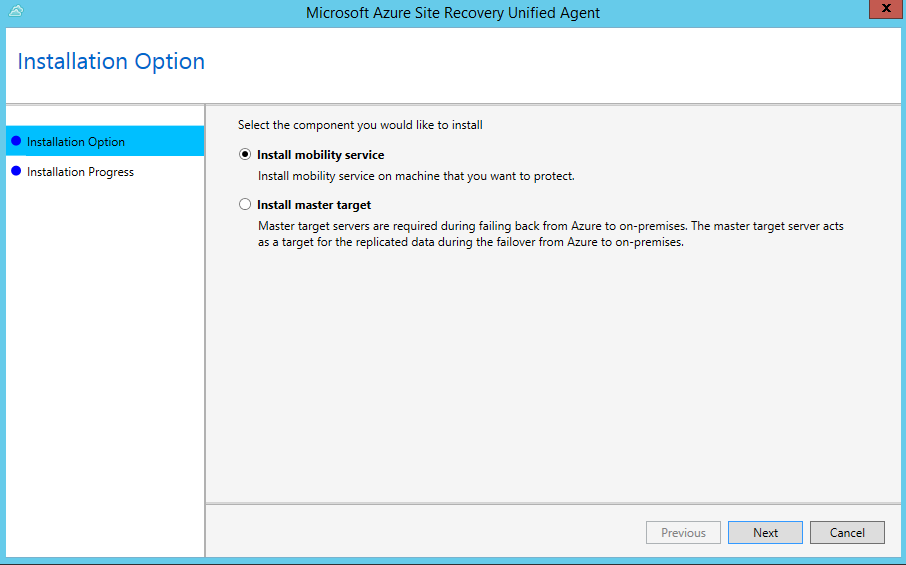 Microsoft Azure Site Recovery Unified Agent
x
Installation Option
Installation Option
Installation Progress
Select the component you would like to install
Install mobility service
Install mobility service on machine that you want to protect.
Install master target
Master target servers are required during failing back from Azure to on-premises. The master target server acts
as a target for the replicated data during the failover from Azure to on-premises.
Previous
Next
Cancel